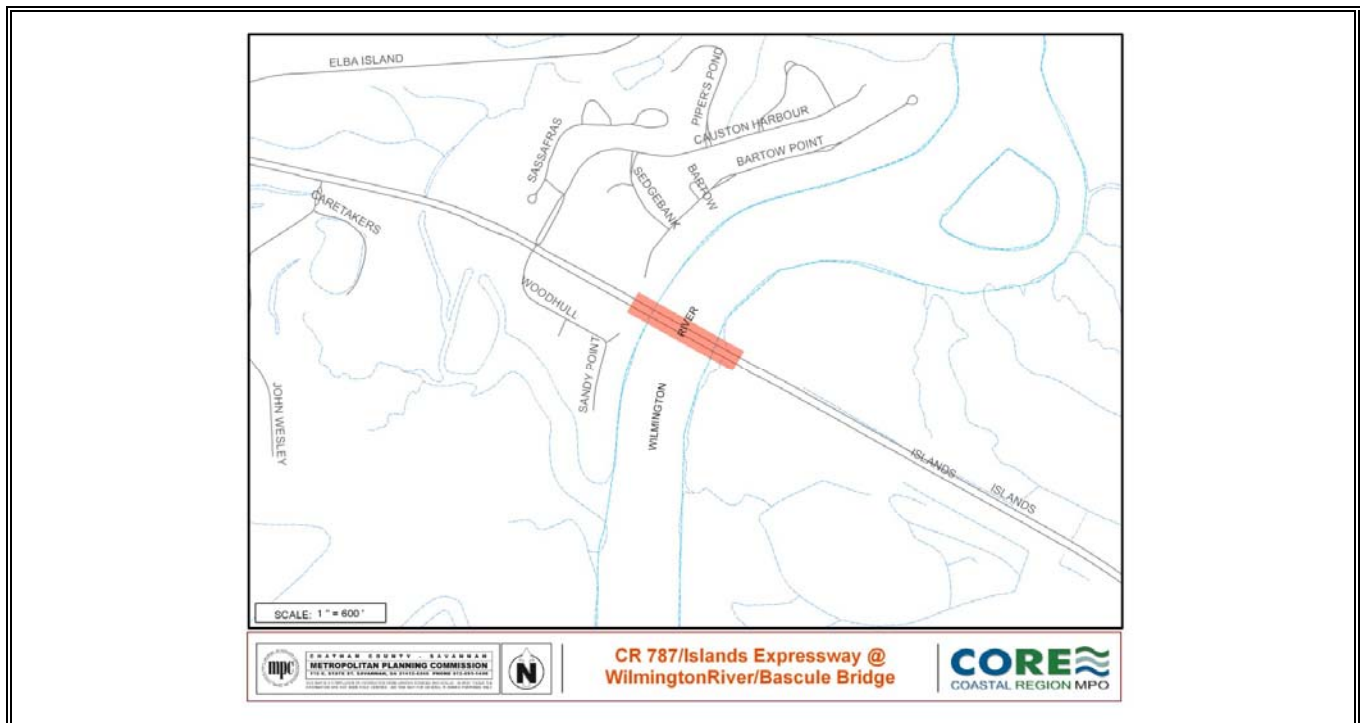 ELBA ISLAND
PIPER'S POND
CAUSTON HARBOUR
SASSAFRAS
BARTOW POINT
SEDGEBANK
BARTOW
CARETAKERS
WOODHULL
RIVER
SANDY POINT
JOHN WESLEY
WILMINGTON
ISLANDS
ISLANDS
SCALE: 1 " = 600 '
mpc
CHATHAM COUNTY - SAVANNAH
METROPOLITAN PLANNING COMMISSION
N
CR 787/Islands Expressway @
WilmingtonRiver/Bascule Bridge
CORE
COASTAL REGION MPO